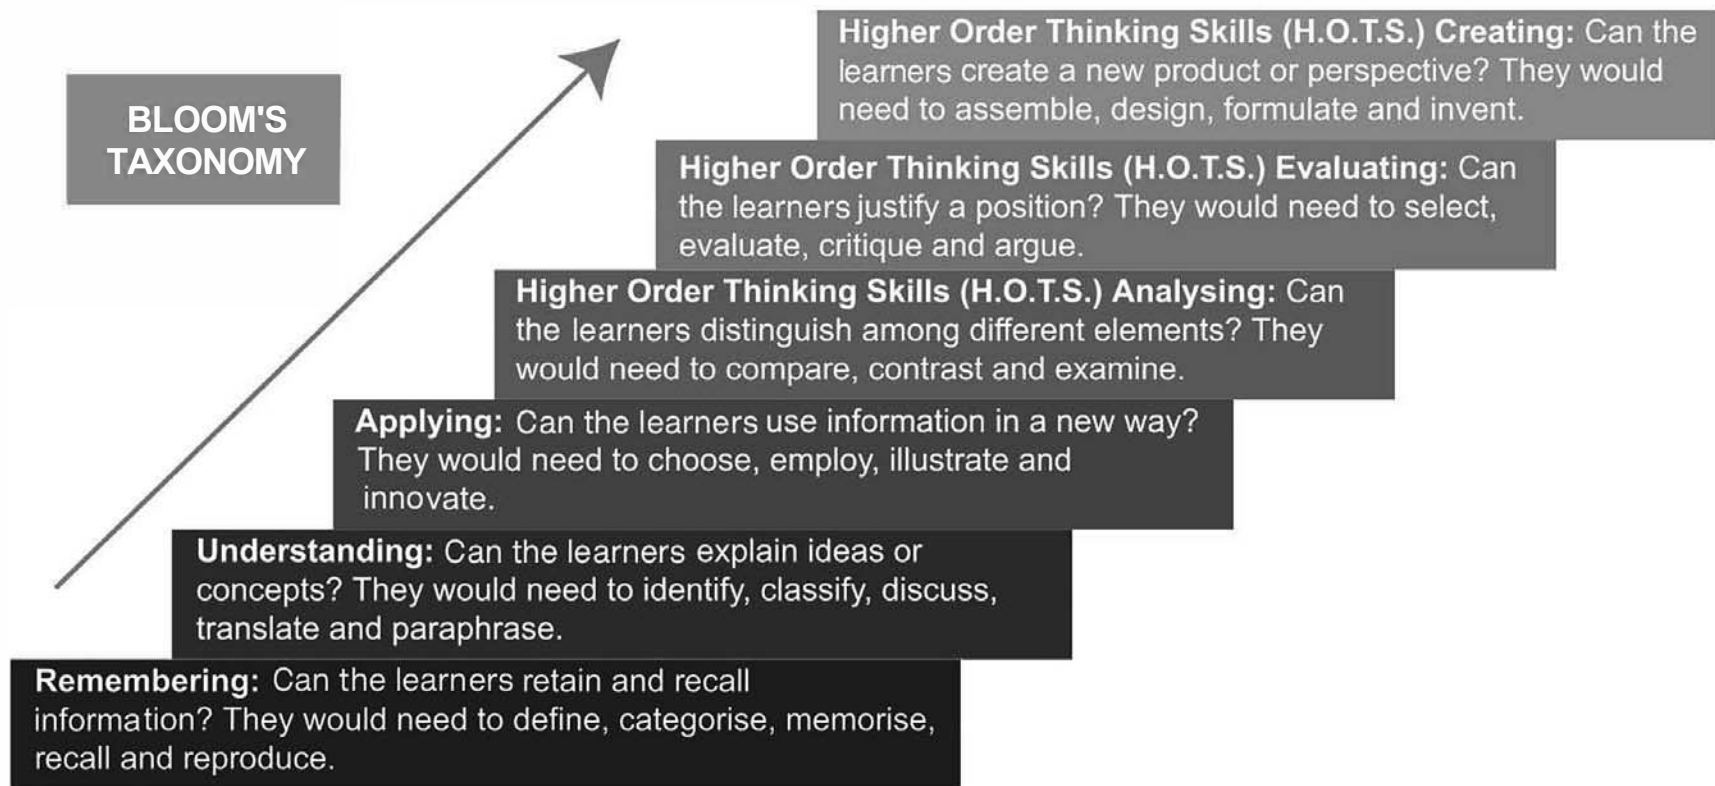 BLOOM'S
TAXONOMY
Higher Order Thinking Skills (H.O.T.S.) Creating: Can the
learners create a new product or perspective? They would
need to assemble, design, formulate and invent.
Higher Order Thinking Skills (H.O.T.S.) Evaluating: Can
the learners justify a position? They would need to select,
evaluate, critique and argue.
Higher Order Thinking Skills (H.O.T.S.) Analysing: Can
the learners distinguish among different elements? They
would need to compare, contrast and examine.
Applying: Can the learners use information in a new way?
They would need to choose, employ, illustrate and
innovate.
Understanding: Can the learners explain ideas or
concepts? They would need to identify, classify, discuss,
translate and paraphrase.
Remembering: Can the learners retain and recall
information? They would need to define, categorise, memorise,
recall and reproduce.